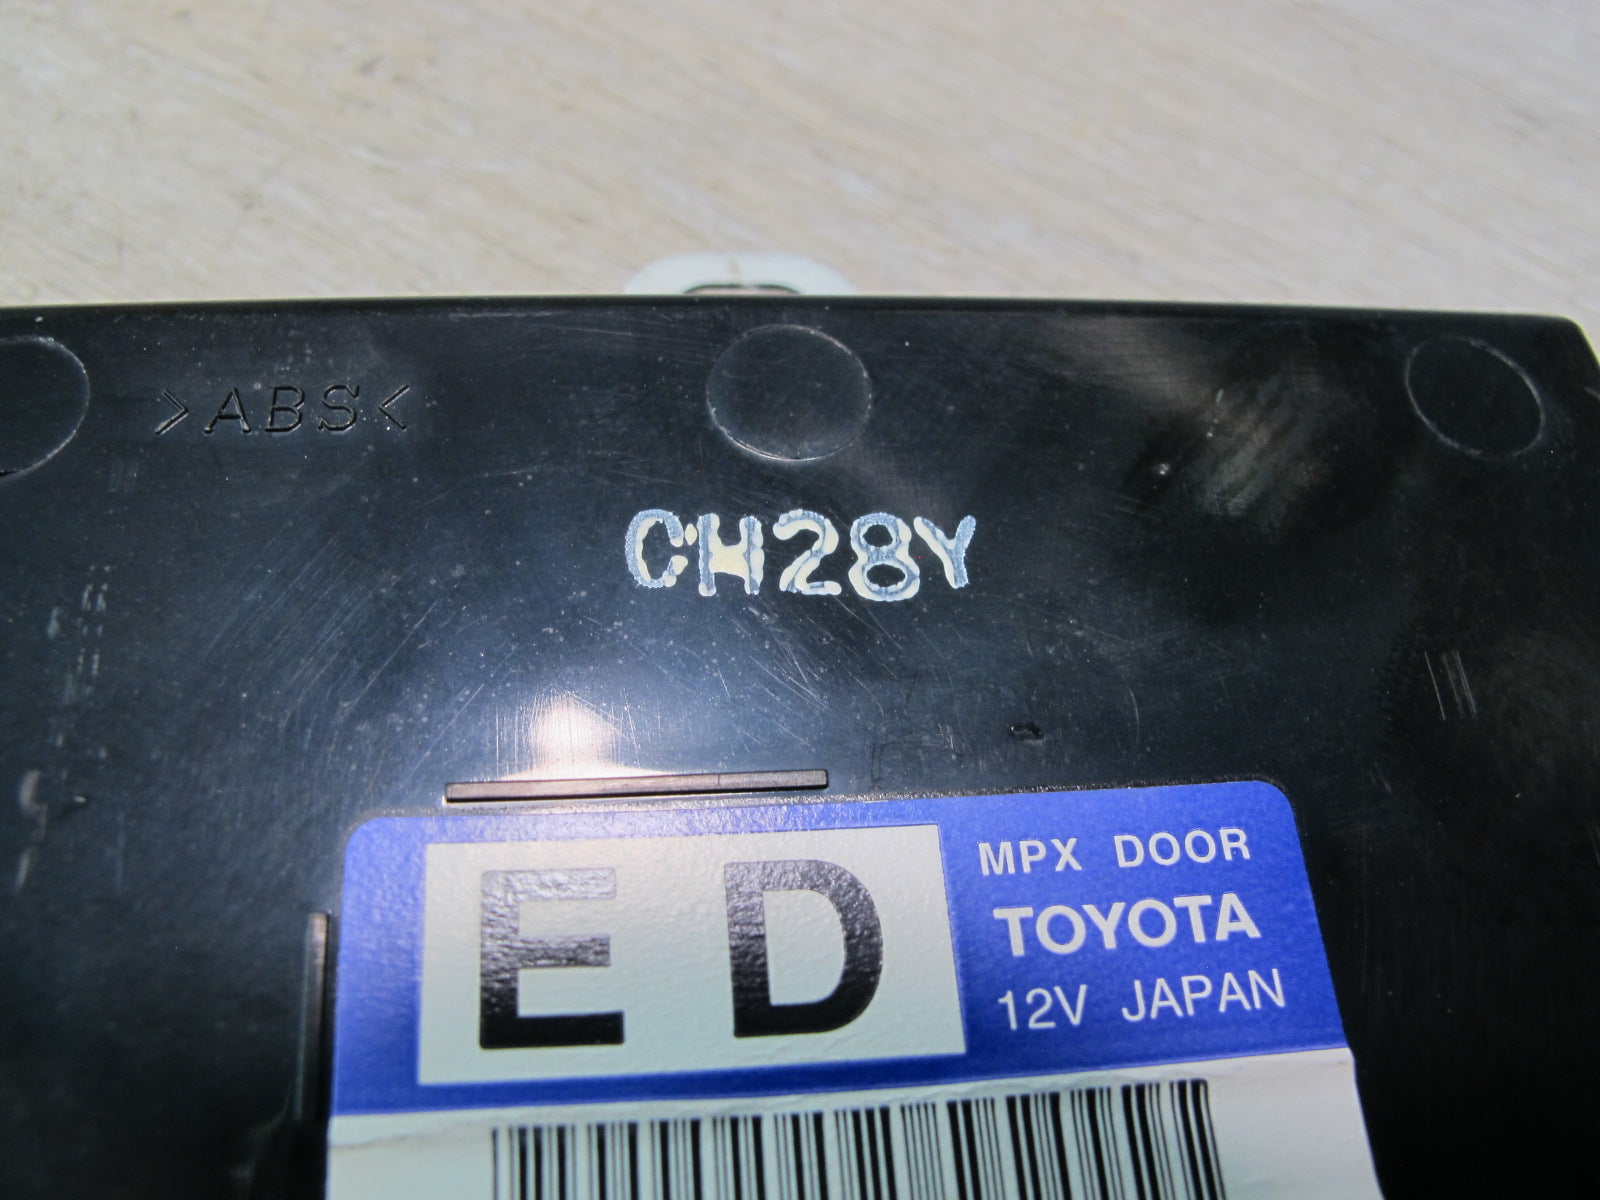 >ABS<
CH28Y
ED
MPX DOOR
TOYOTA
12V JAPAN